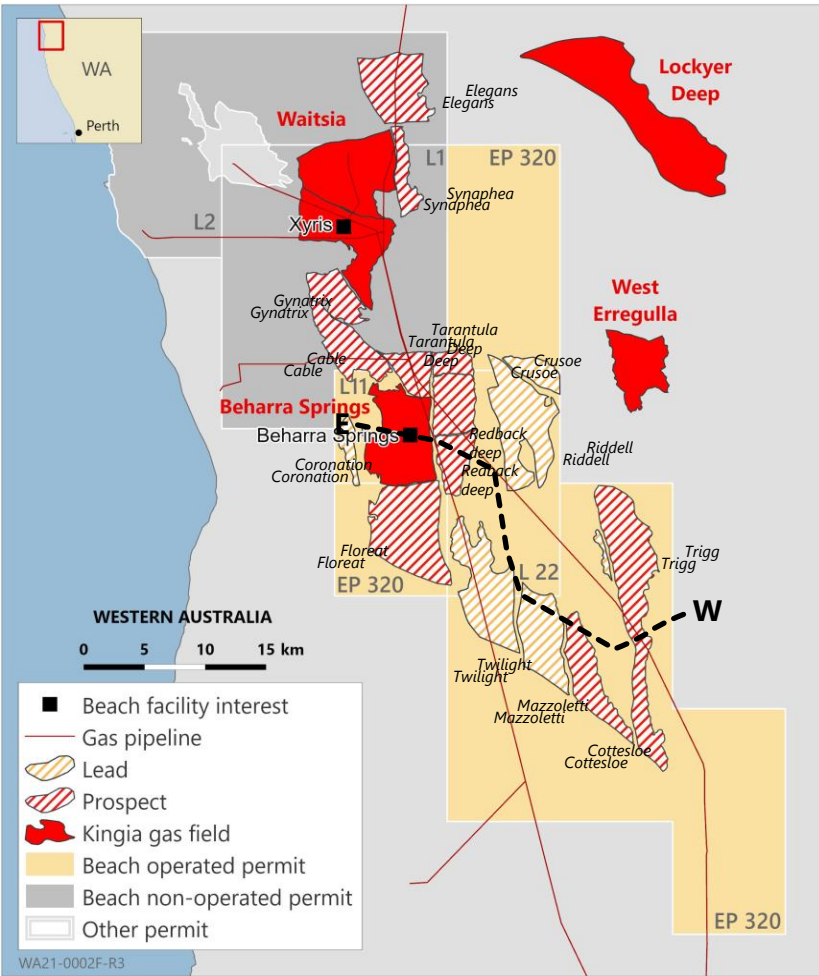 WA
Perth
Lockyer
Deep
Elegans
Elegans
Waitsia
L1
EP 320
Synaphea
Synaphea
L2
Xyris
West
Erregulla
Gynatrix
Gynatrix
Tarantula
Deep
Tarantula
Deep
Cable
Cable
Crusoe
Crusoe
L11
Beharra Springs
E
Beharra Springs
Redback
deep
Redback
deep
Riddell
Riddell
Coronation
Coronation
Floreat
Floreat
EP 320
L 22
Trigg
Trigg
W
WESTERN AUSTRALIA
0 5 10 15 km
Twilight
Twilight
Mazzoletti
Mazzoletti
Cottesloe
Cottesloe
Beach facility interest
Gas pipeline
Lead
Prospect
Kingia gas field
Beach operated permit
Beach non-operated permit
Other permit
EP 320
WA21-0002F-R3